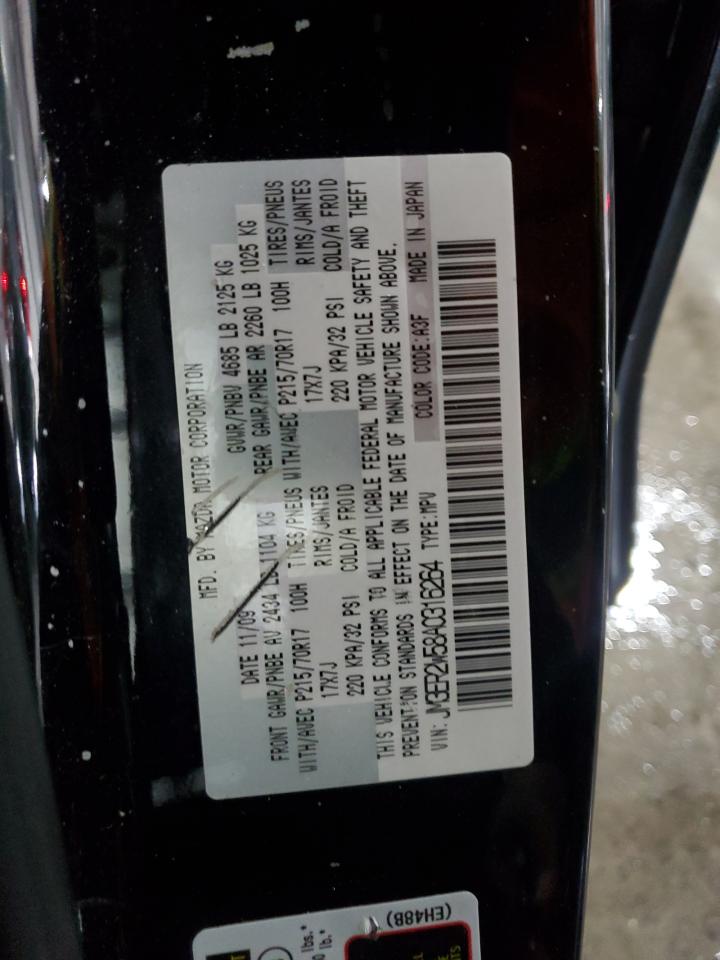 MFD. BY MAZDA MOTOR CORPORATION
DATE 11/09 GVWR/PNBV 4685 LB 2125 KG
FRONT GAWR/PNBE AV 2434 LB 1104 KG REAR GAWR/PNBE AR 2260 LB 1025 KG
WITH/AVEC P215/70R17 100H TIRES/PNEUS WITH/AVEC P215/70R17 100H TIRES/PNEUS
17X7J RIMS/JANTES 17X7J RIMS/JANTES
220 KPA/32 PSI COLD/A FROID 220 KPA/32 PSI COLD/A FROID
THIS VEHICLE CONFORMS TO ALL APPLICABLE FEDERAL MOTOR VEHICLE SAFETY AND THEFT
PREVENTION STANDARDS IN EFFECT ON THE DATE OF MANUFACTURE SHOWN ABOVE.
VIN: JM3ER2W58A0316264 TYPE:MPV COLOR CODE:A3F MADE IN JAPAN
(EH48B)
lbs.*
lb.*